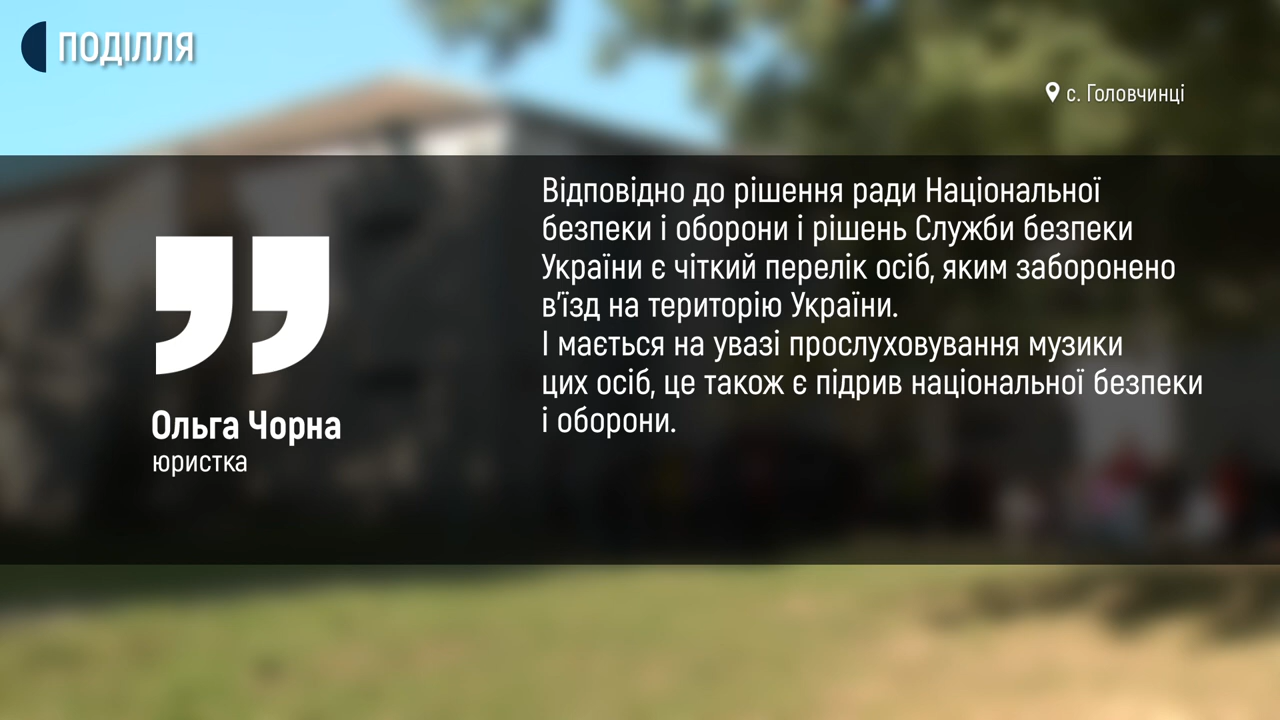 ПОДІЛЛЯ
с. Головчинці
Відповідно до рішення ради Національної
безпеки і оборони і рішень Служби безпеки
України є чіткий перелік осіб, яким заборонено
в'їзд на територію України.
І мається на увазі прослуховування музики
цих осіб, це також є підрив національної безпеки
і оборони.
Ольга Чорна
юристка